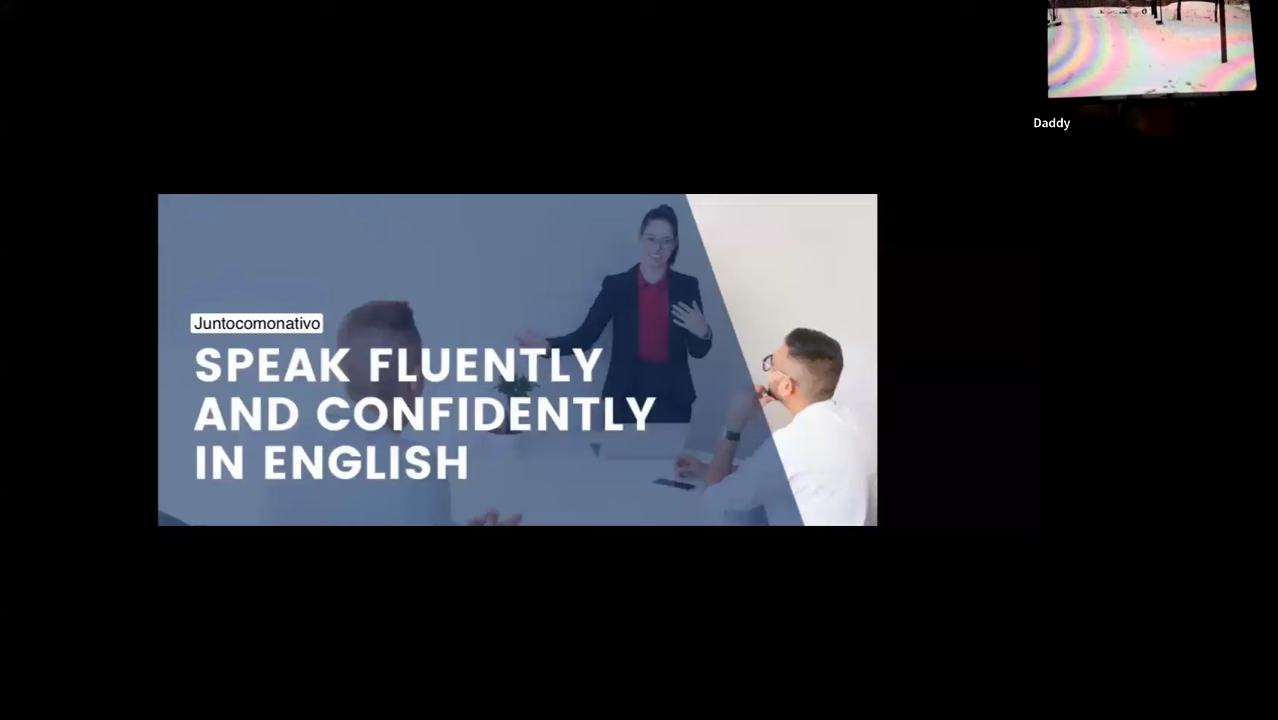 Daddy
Juntocomonativo
SPEAK FLUENTLY
AND CONFIDENTLY
IN ENGLISH